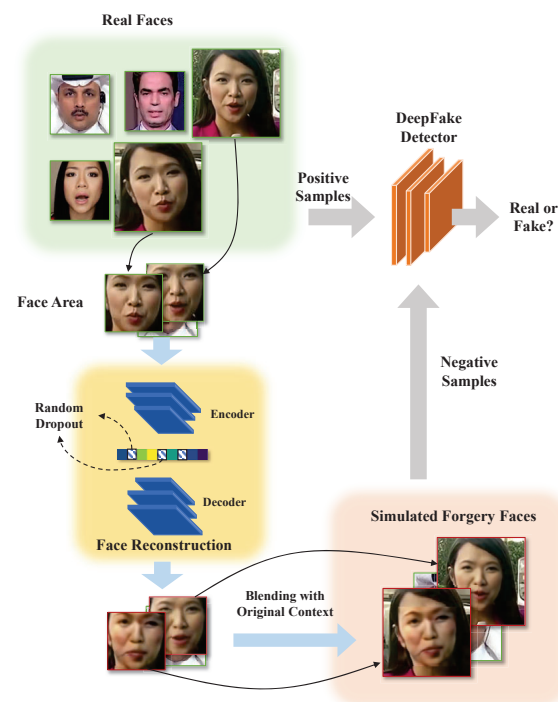 Real Faces
DeepFake
Detector
Positive
Samples
Real or
Fake?
Face Area
Negative
Samples
Random
Dropout
Encoder
Decoder
Face Reconstruction
Simulated Forgery Faces
Blending with
Original Context